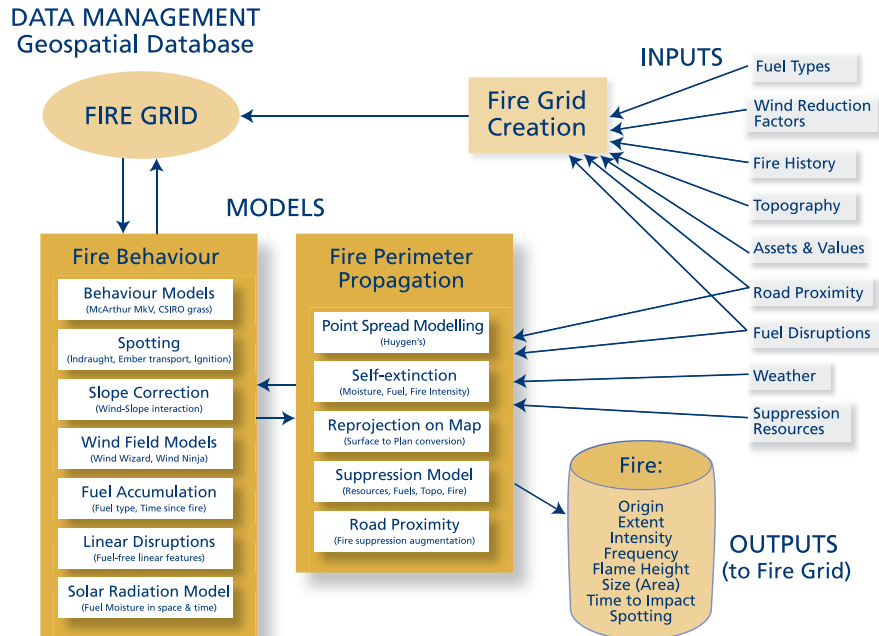 DATA MANAGEMENT
Geospatial Database
FIRE GRID
Fire Grid
Creation
INPUTS
Fuel Types
Wind Reduction
Factors
Fire History
Topography
Assets & Values
Road Proximity
Fuel Disruptions
Weather
Suppression
Resources
MODELS
Fire Behaviour
Behaviour Models
(McArthur MkV, CSIRO grass)
Spotting
(Indraught, Ember transport, Ignition)
Slope Correction
(Wind-Slope interaction)
Wind Field Models
(Wind Wizard, Wind Ninja)
Fuel Accumulation
(Fuel type, Time since fire)
Linear Disruptions
(Fuel-free linear features)
Solar Radiation Model
(Fuel Moisture in space & time)
Fire Perimeter
Propagation
Point Spread Modelling
(Huygen's)
Self-extinction
(Moisture, Fuel, Fire Intensity)
Reprojection on Map
(Surface to Plan conversion)
Suppression Model
(Resources, Fuels, Topo, Fire)
Road Proximity
(Fire suppression augmentation)
Fire:
Origin
Extent
Intensity
Frequency
Flame Height
Size (Area)
Time to Impact
Spotting
OUTPUTS
(to Fire Grid)